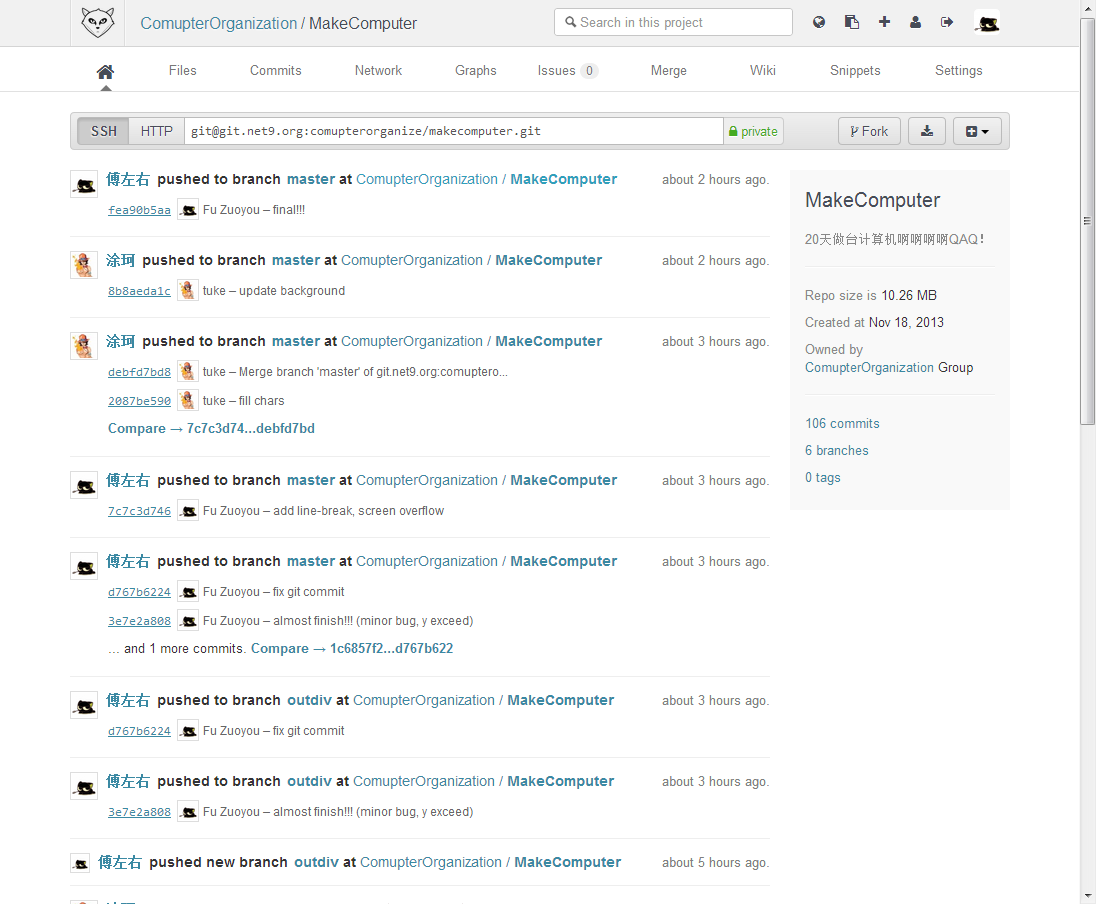 ComupterOrganization / MakeComputer
Search in this project
Files Commits Network Graphs Issues 0 Merge Wiki Snippets Settings
SSH HTTP git@git.net9.org:comupterorganize/makecomputer.git private Fork
傅左右 pushed to branch master at ComupterOrganization / MakeComputer about 2 hours ago.
fea90b5aa Fu Zuoyou – final!!!
涂珂 pushed to branch master at ComupterOrganization / MakeComputer about 2 hours ago.
8b8aeda1c tuke – update background
涂珂 pushed to branch master at ComupterOrganization / MakeComputer about 3 hours ago.
debfd7bd8 tuke – Merge branch 'master' of git.net9.org:comuptero...
2087be590 tuke – fill chars
Compare → 7c7c3d74...debfd7bd
傅左右 pushed to branch master at ComupterOrganization / MakeComputer about 3 hours ago.
7c7c3d746 Fu Zuoyou – add line-break, screen overflow
傅左右 pushed to branch master at ComupterOrganization / MakeComputer about 3 hours ago.
d767b6224 Fu Zuoyou – fix git commit
3e7e2a808 Fu Zuoyou – almost finish!!! (minor bug, y exceed)
... and 1 more commits. Compare → 1c6857f2...d767b622
傅左右 pushed to branch outdiv at ComupterOrganization / MakeComputer about 3 hours ago.
d767b6224 Fu Zuoyou – fix git commit
傅左右 pushed to branch outdiv at ComupterOrganization / MakeComputer about 3 hours ago.
3e7e2a808 Fu Zuoyou – almost finish!!! (minor bug, y exceed)
傅左右 pushed new branch outdiv at ComupterOrganization / MakeComputer about 5 hours ago.
MakeComputer
20天做台计算机啊啊啊啊QAQ!
Repo size is 10.26 MB
Created at Nov 18, 2013
Owned by
ComupterOrganization Group
106 commits
6 branches
0 tags